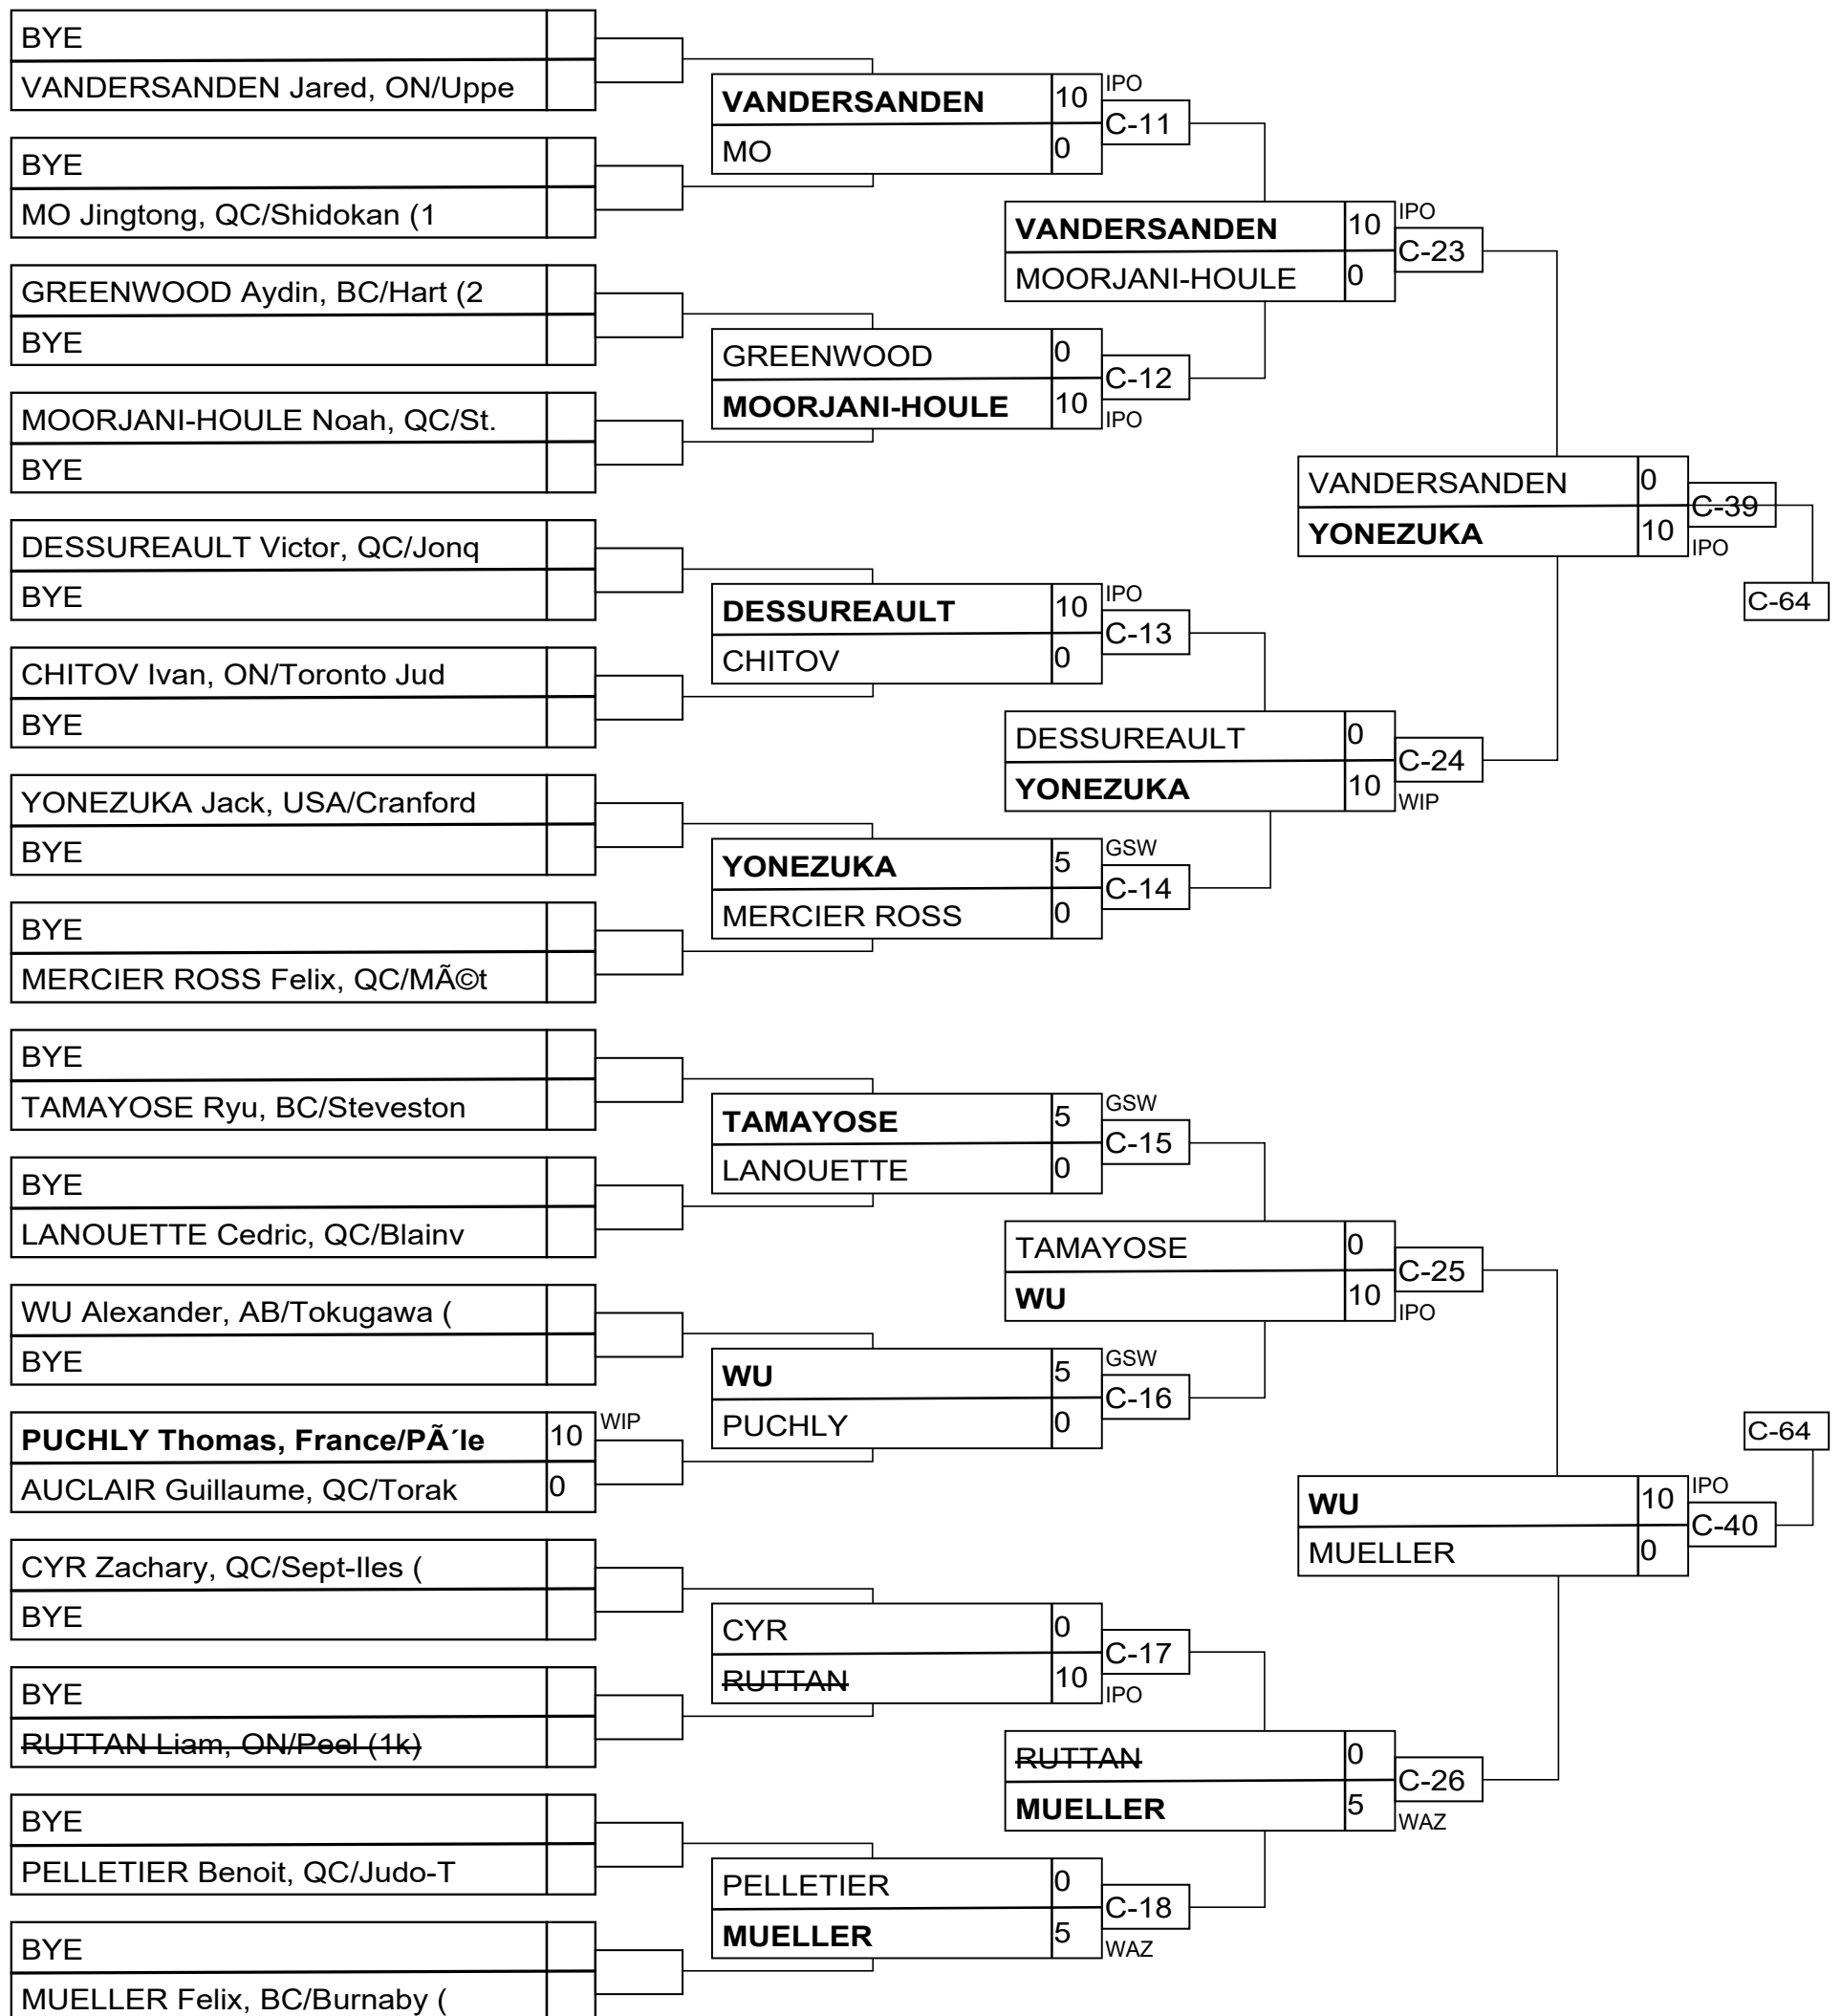 BYE
VANDERSANDEN Jared, ON/Uppe
BYE
MO Jingtong, QC/Shidokan (1
GREENWOOD Aydin, BC/Hart (2
BYE
MOORJANI-HOULE Noah, QC/St.
BYE
DESSUREAULT Victor, QC/Jonq
BYE
CHITOV Ivan, ON/Toronto Jud
BYE
YONEZUKA Jack, USA/Cranford
BYE
BYE
MERCIER ROSS Felix, QC/MÃ©t
BYE
TAMAYOSE Ryu, BC/Steveston
BYE
LANOUETTE Cedric, QC/Blainv
WU Alexander, AB/Tokugawa (
BYE
PUCHLY Thomas, France/PÃ´le 10 WIP
AUCLAIR Guillaume, QC/Torak 0
CYR Zachary, QC/Sept-Iles (
BYE
BYE
RUTTAN Liam, ON/Peel (1k)
BYE
PELLETIER Benoit, QC/Judo-T
BYE
MUELLER Felix, BC/Burnaby (
VANDERSANDEN 10 IPO
C-11
MO 0
GREENWOOD 0
C-12
MOORJANI-HOULE 10 IPO
DESSUREAULT 10 IPO
C-13
CHITOV 0
YONEZUKA 5 GSW
C-14
MERCIER ROSS 0
TAMAYOSE 5 GSW
C-15
LANOUETTE 0
WU 5 GSW
C-16
PUCHLY 0
CYR 0
C-17
RUTTAN 10 IPO
PELLETIER 0
C-18
MUELLER 5 WAZ
VANDERSANDEN 10 IPO
C-23
MOORJANI-HOULE 0
DESSUREAULT 0
C-24
YONEZUKA 10 WIP
TAMAYOSE 0
C-25
WU 10 IPO
RUTTAN 0
C-26
MUELLER 5 WAZ
VANDERSANDEN 0
C-39
YONEZUKA 10 IPO
C-64
C-64
WU 10 IPO
C-40
MUELLER 0